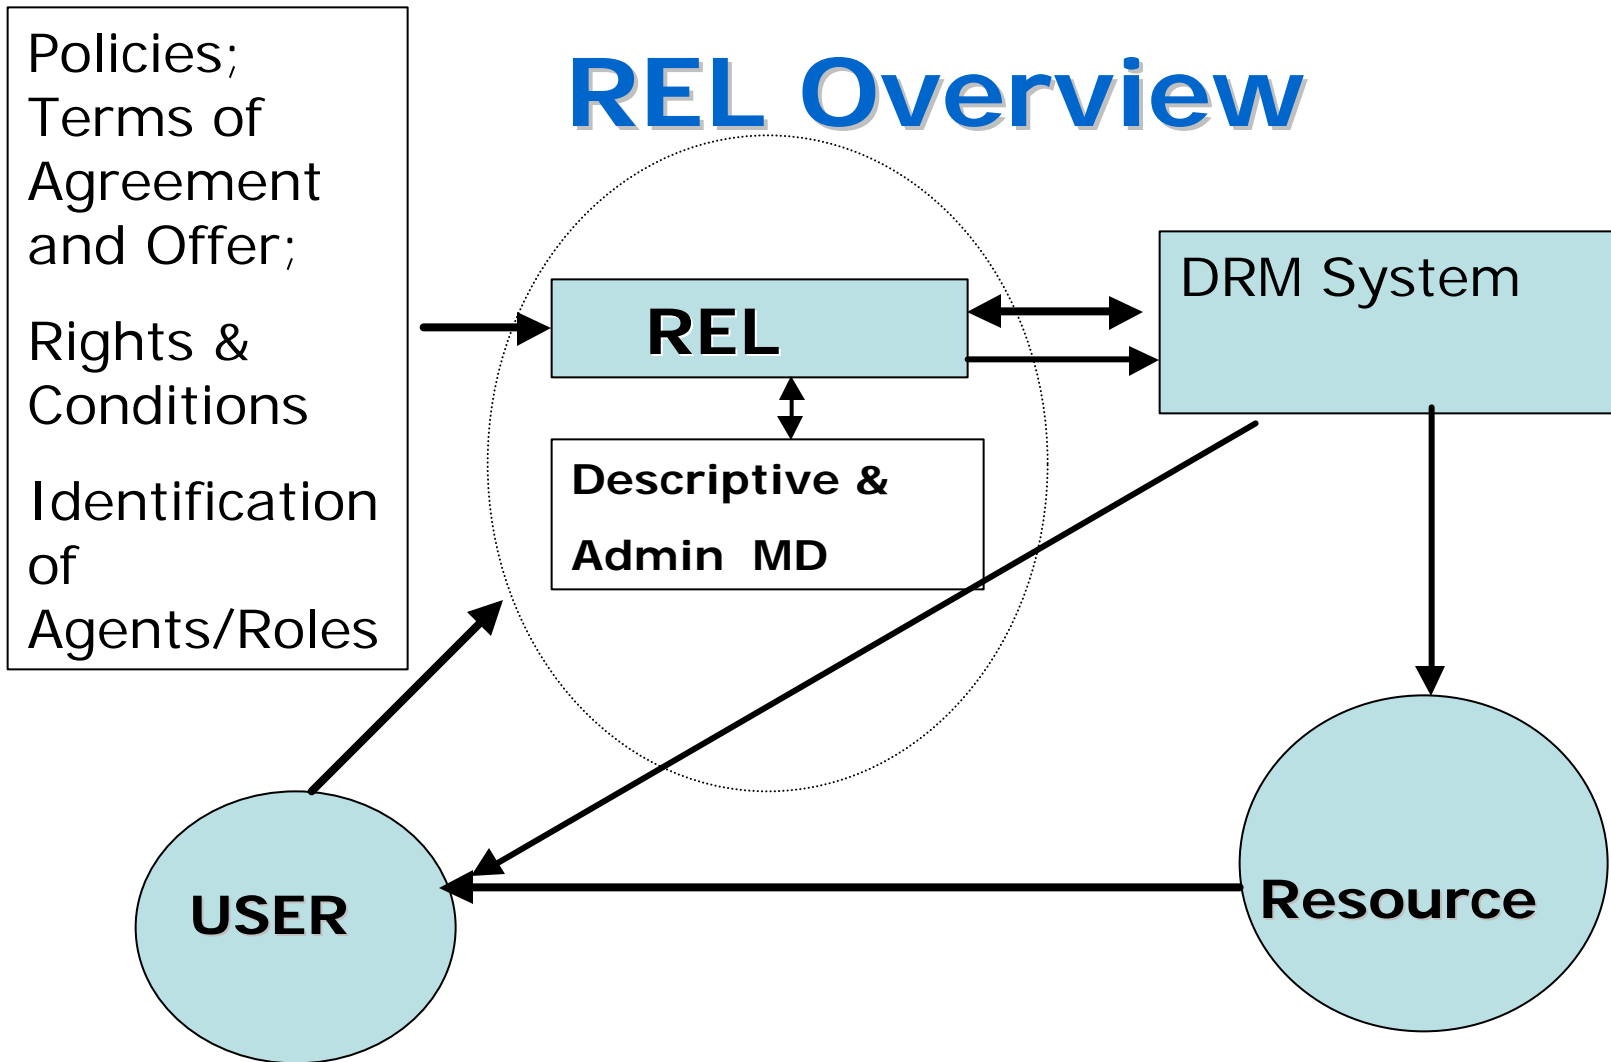 REL Overview
Policies;
Terms of
Agreement
and Offer;
Rights &
Conditions
Identification
of
Agents/Roles
REL
DRM System
Descriptive &
Admin MD
USER
Resource